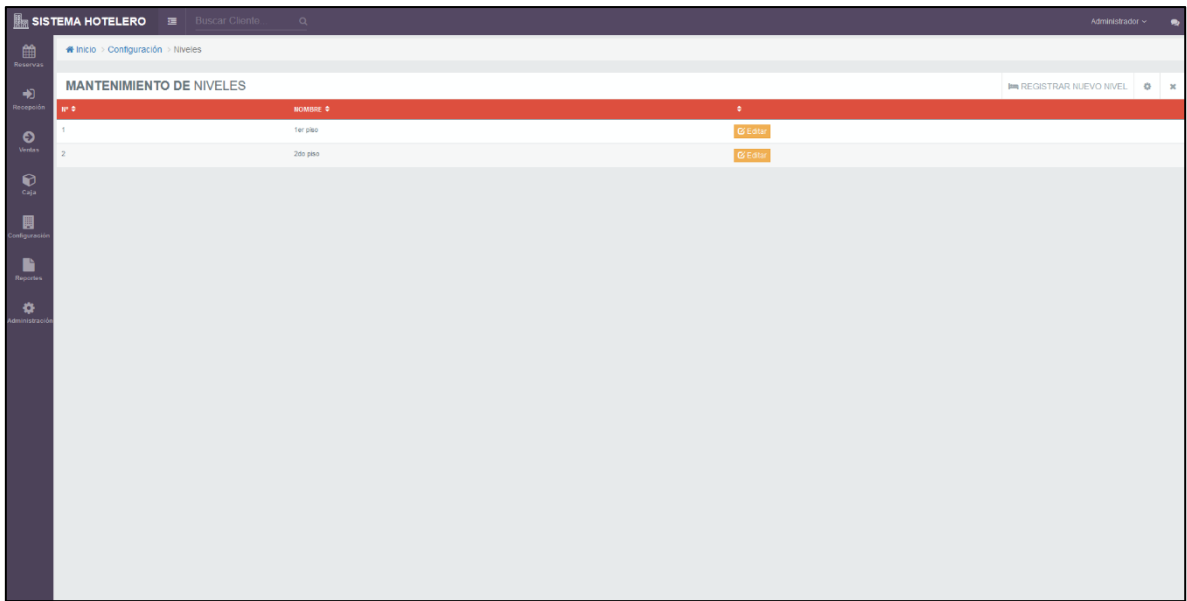 SISTEMA HOTELERO
Buscar Cliente...
Administrador
Reservas
Recepción
Ventas
Caja
Configuración
Reportes
Administración
Inicio > Configuración > Niveles
MANTENIMIENTO DE NIVELES
REGISTRAR NUEVO NIVEL
Nº NOMBRE
1 1er piso Editar
2 2do piso Editar